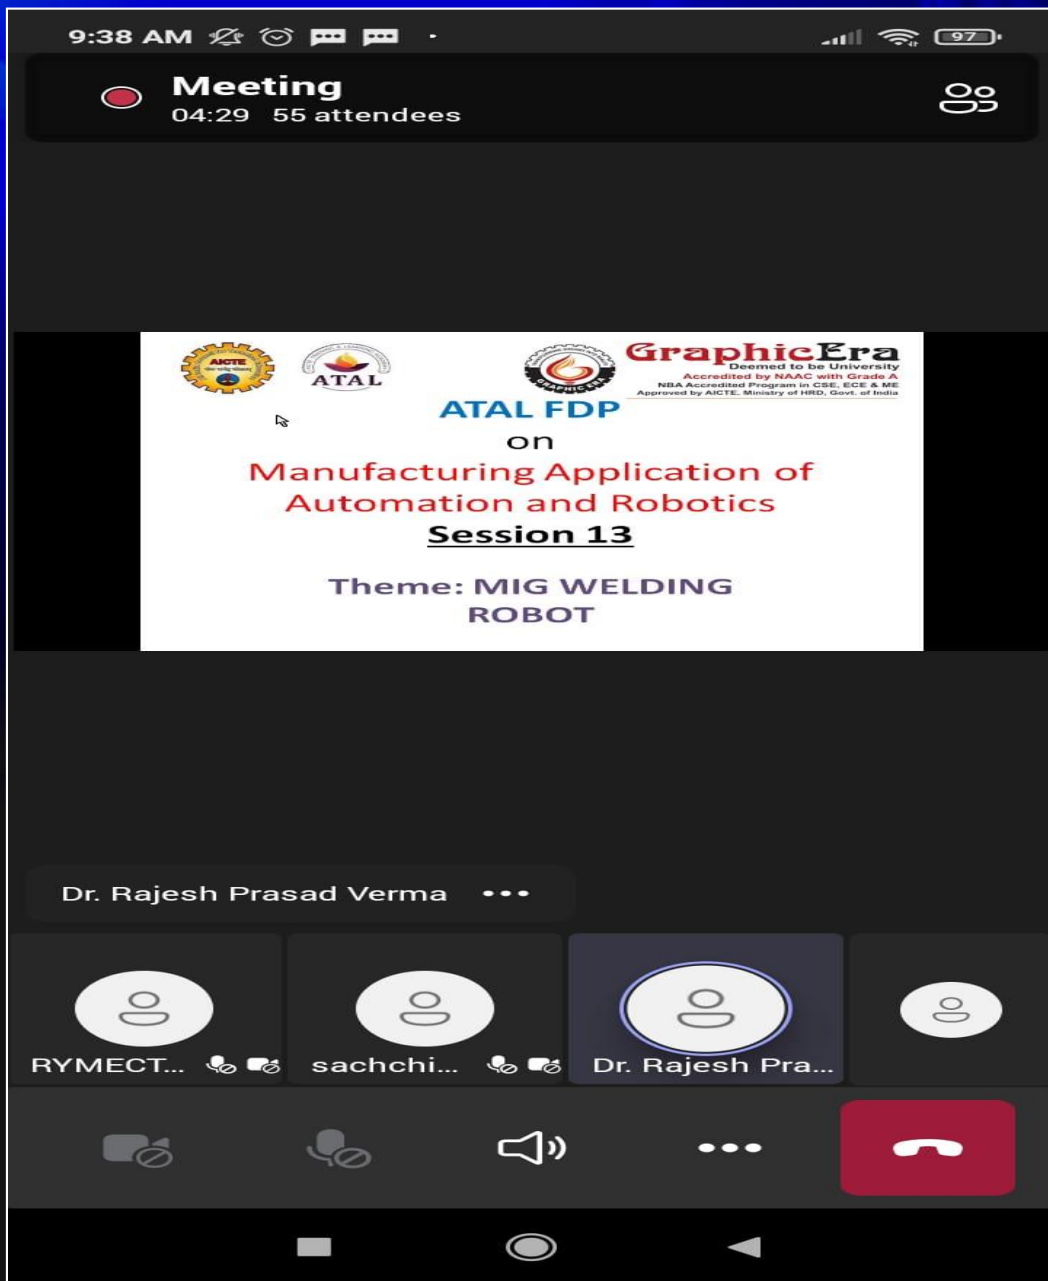 9:38 AM
97
Meeting
04:29 55 attendees
AICTE
ATAL
GRAPHIC ERA
GraphicEra
Deemed to be University
Accredited by NAAC with Grade A
NBA Accredited Program in CSE, ECE & ME
Approved by AICTE, Ministry of HRD, Govt. of India
ATAL FDP
on
Manufacturing Application of
Automation and Robotics
Session 13
Theme: MIG WELDING
ROBOT
Dr. Rajesh Prasad Verma
RYMECT...
sachchi...
Dr. Rajesh Pra...